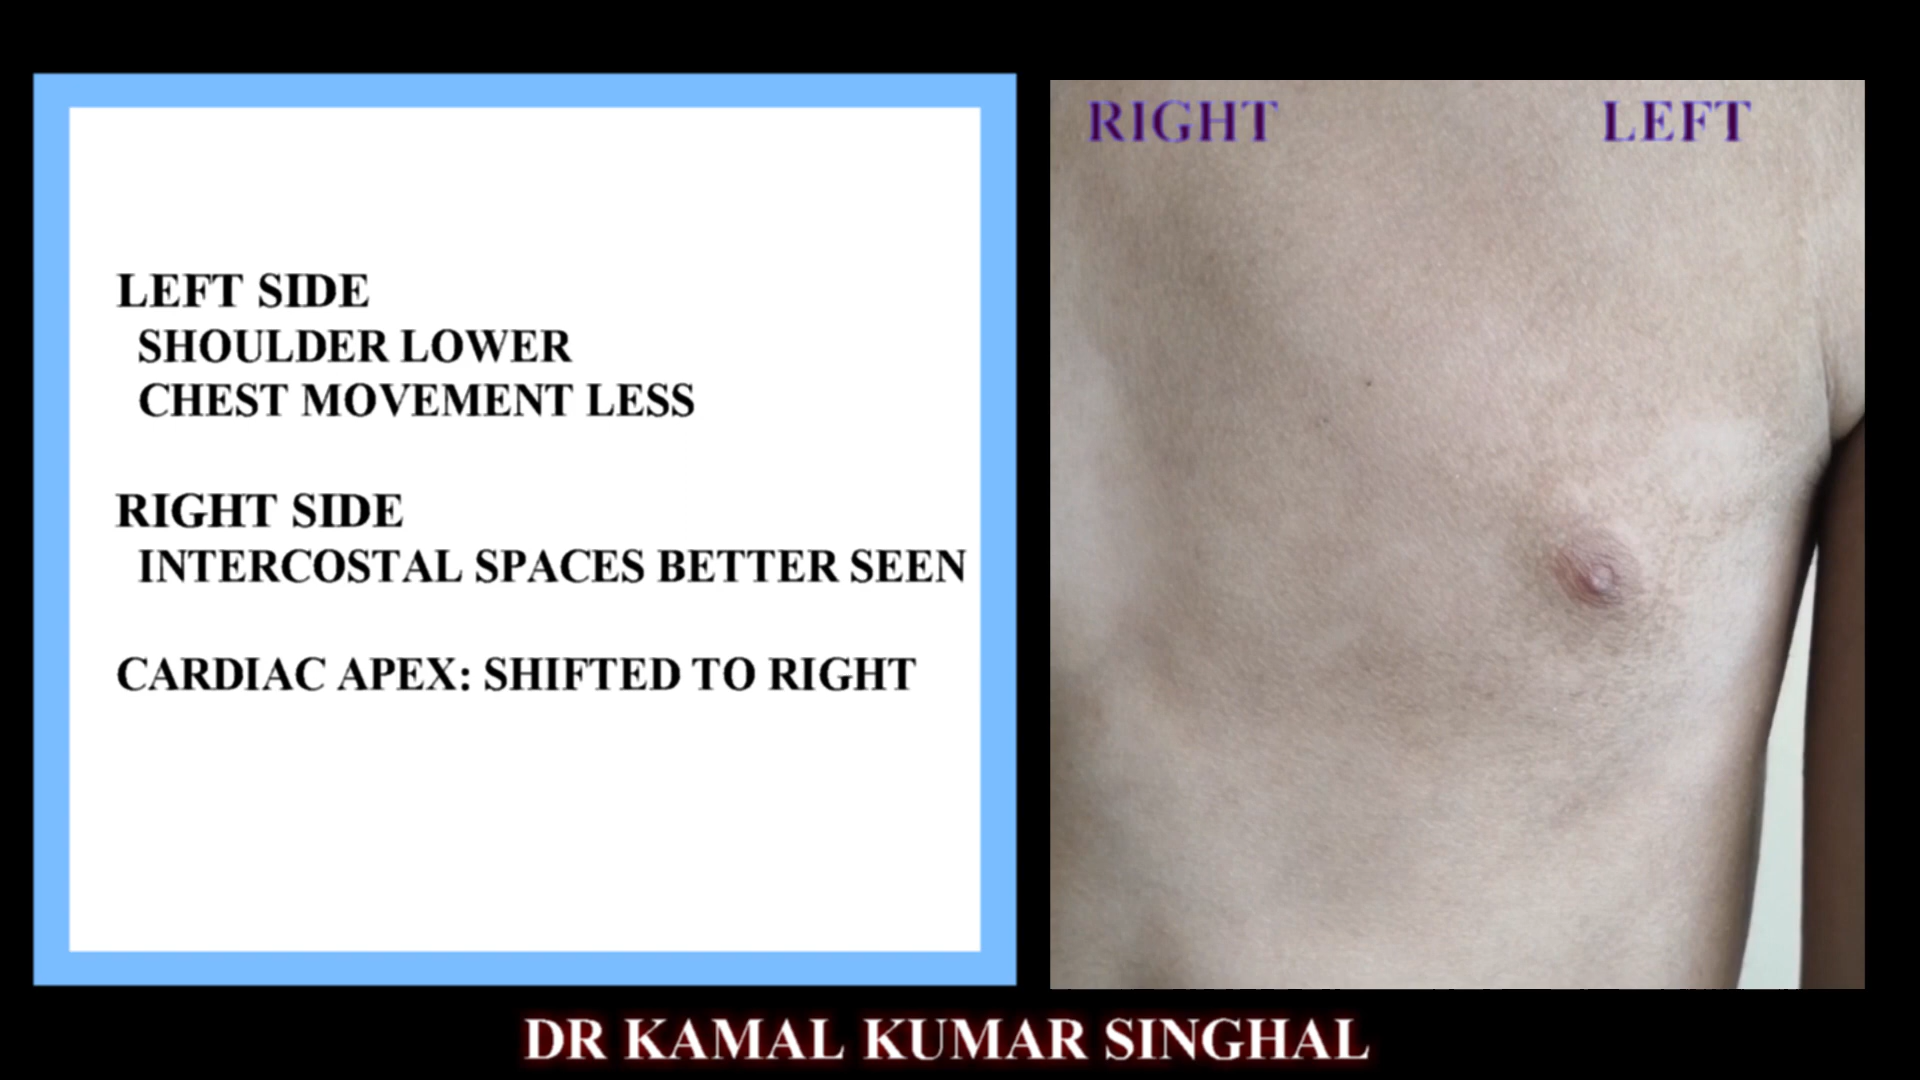 LEFT SIDE
SHOULDER LOWER
CHEST MOVEMENT LESS
RIGHT SIDE
INTERCOSTAL SPACES BETTER SEEN
CARDIAC APEX: SHIFTED TO RIGHT
RIGHT LEFT
DR KAMAL KUMAR SINGHAL